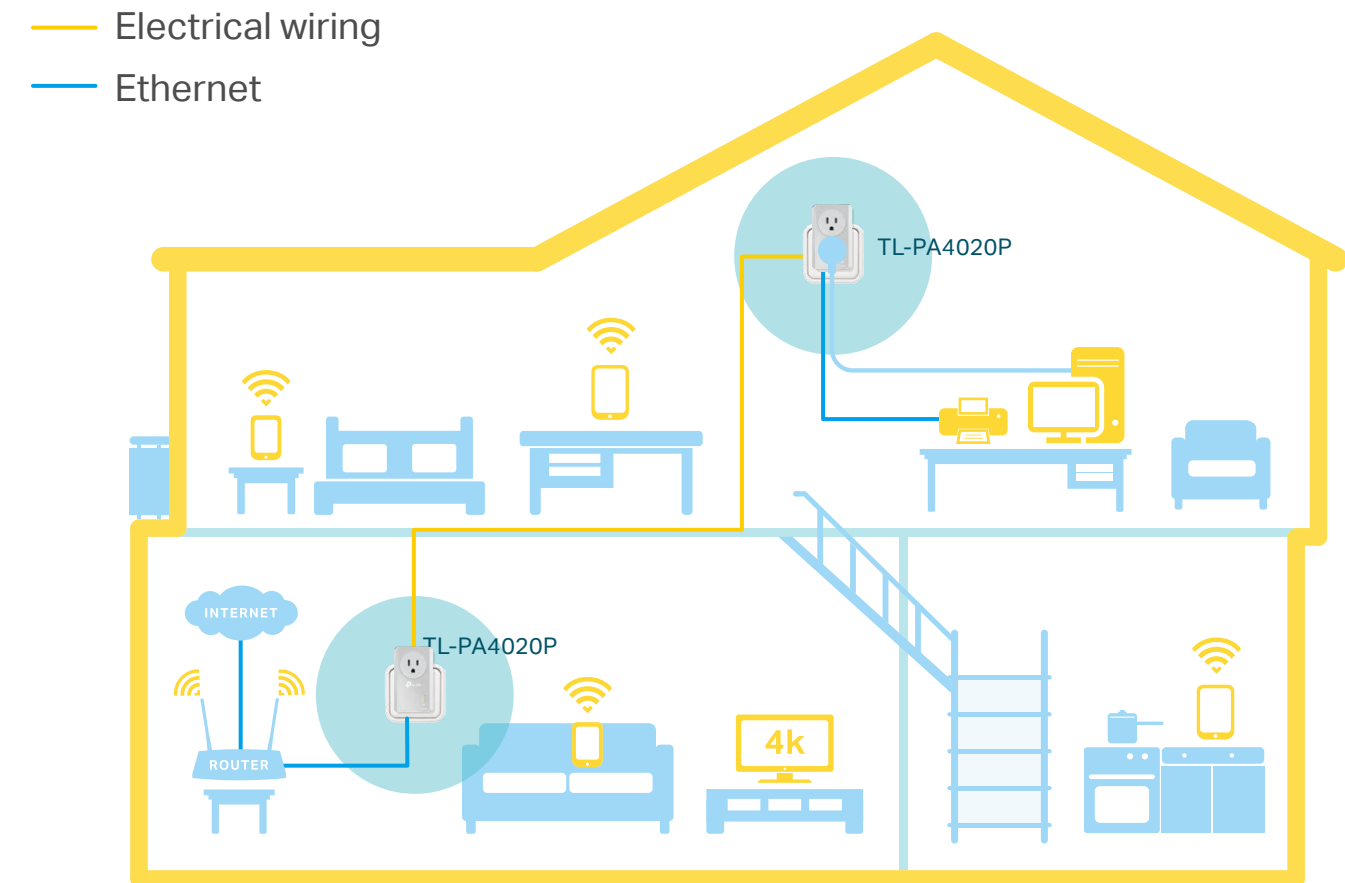 Electrical wiring
Ethernet
TL-PA4020P
INTERNET
TL-PA4020P
4k
ROUTER